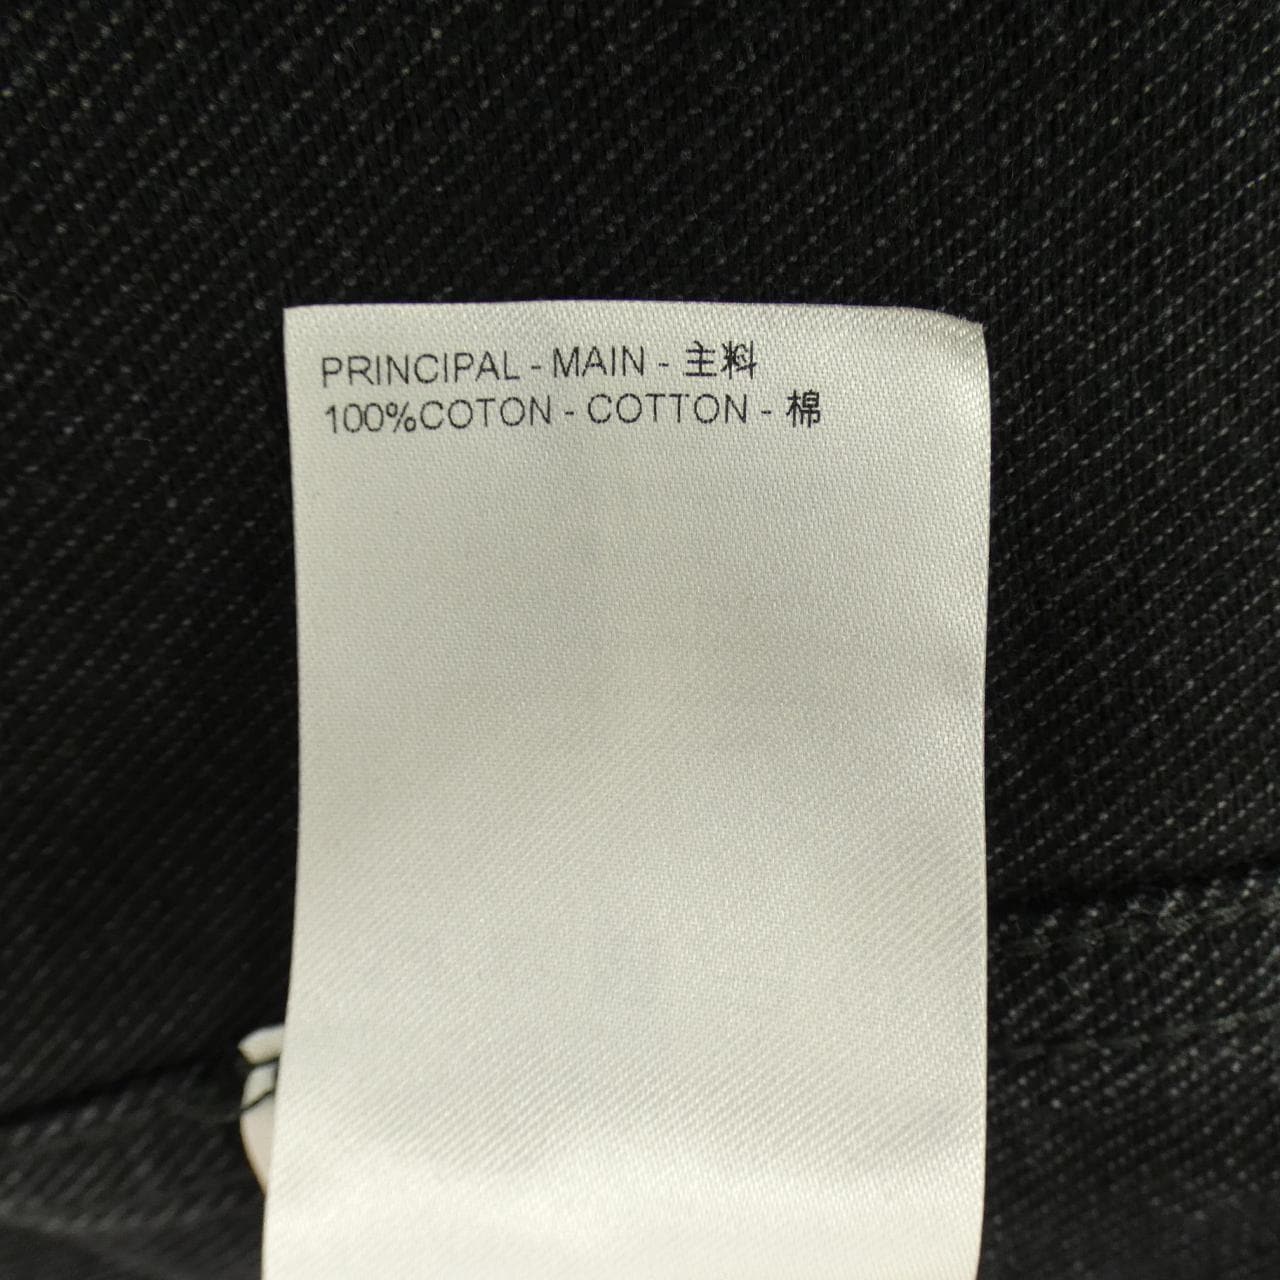 PRINCIPAL - MAIN - 主料
100%COTON - COTTON - 棉